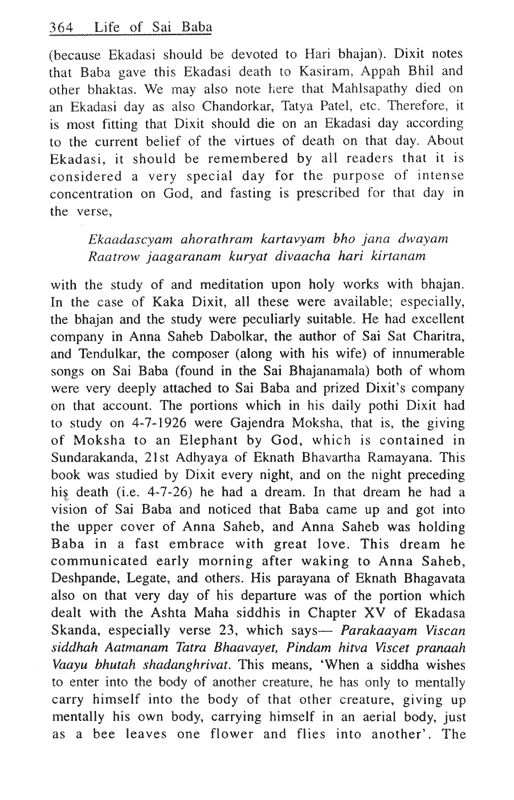 364 Life of Sai Baba
(because Ekadasi should be devoted to Hari bhajan). Dixit notes
that Baba gave this Ekadasi death to Kasiram, Appah Bhil and
other bhaktas. We may also note here that Mahlsapathy died on
an Ekadasi day as also Chandorkar, Tatya Patel, etc. Therefore, it
is most fitting that Dixit should die on an Ekadasi day according
to the current belief of the virtues of death on that day. About
Ekadasi, it should be remembered by all readers that it is
considered a very special day for the purpose of intense
concentration on God, and fasting is prescribed for that day in
the verse,
Ekaadascyam ahorathram kartavyam bho jana dwayam
Raatrow jaagaranam kuryat divaacha hari kirtanam
with the study of and meditation upon holy works with bhajan.
In the case of Kaka Dixit, all these were available; especially,
the bhajan and the study were peculiarly suitable. He had excellent
company in Anna Saheb Dabolkar, the author of Sai Sat Charitra,
and Tendulkar, the composer (along with his wife) of innumerable
songs on Sai Baba (found in the Sai Bhajanamala) both of whom
were very deeply attached to Sai Baba and prized Dixit's company
on that account. The portions which in his daily pothi Dixit had
to study on 4-7-1926 were Gajendra Moksha, that is, the giving
of Moksha to an Elephant by God, which is contained in
Sundarakanda, 21st Adhyaya of Eknath Bhavartha Ramayana. This
book was studied by Dixit every night, and on the night preceding
his death (i.e. 4-7-26) he had a dream. In that dream he had a
vision of Sai Baba and noticed that Baba came up and got into
the upper cover of Anna Saheb, and Anna Saheb was holding
Baba in a fast embrace with great love. This dream he
communicated early morning after waking to Anna Saheb,
Deshpande, Legate, and others. His parayana of Eknath Bhagavata
also on that very day of his departure was of the portion which
dealt with the Ashta Maha siddhis in Chapter XV of Ekadasa
Skanda, especially verse 23, which says— Parakaayam Viscan
siddhah Aatmanam Tatra Bhaavayet, Pindam hitva Viscet pranaah
Vaayu bhutah shadanghrivat. This means, 'When a siddha wishes
to enter into the body of another creature, he has only to mentally
carry himself into the body of that other creature, giving up
mentally his own body, carrying himself in an aerial body, just
as a bee leaves one flower and flies into another'. The